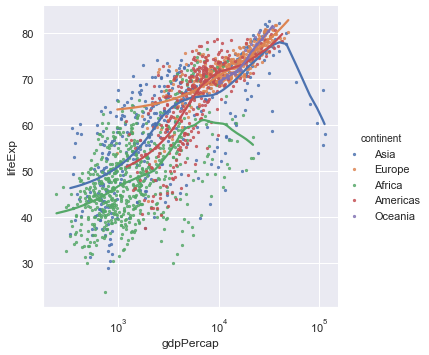 80
70
60
50
40
30
lifeExp
10³ 10⁴ 10⁵
gdpPercap
continent
Asia
Europe
Africa
Americas
Oceania